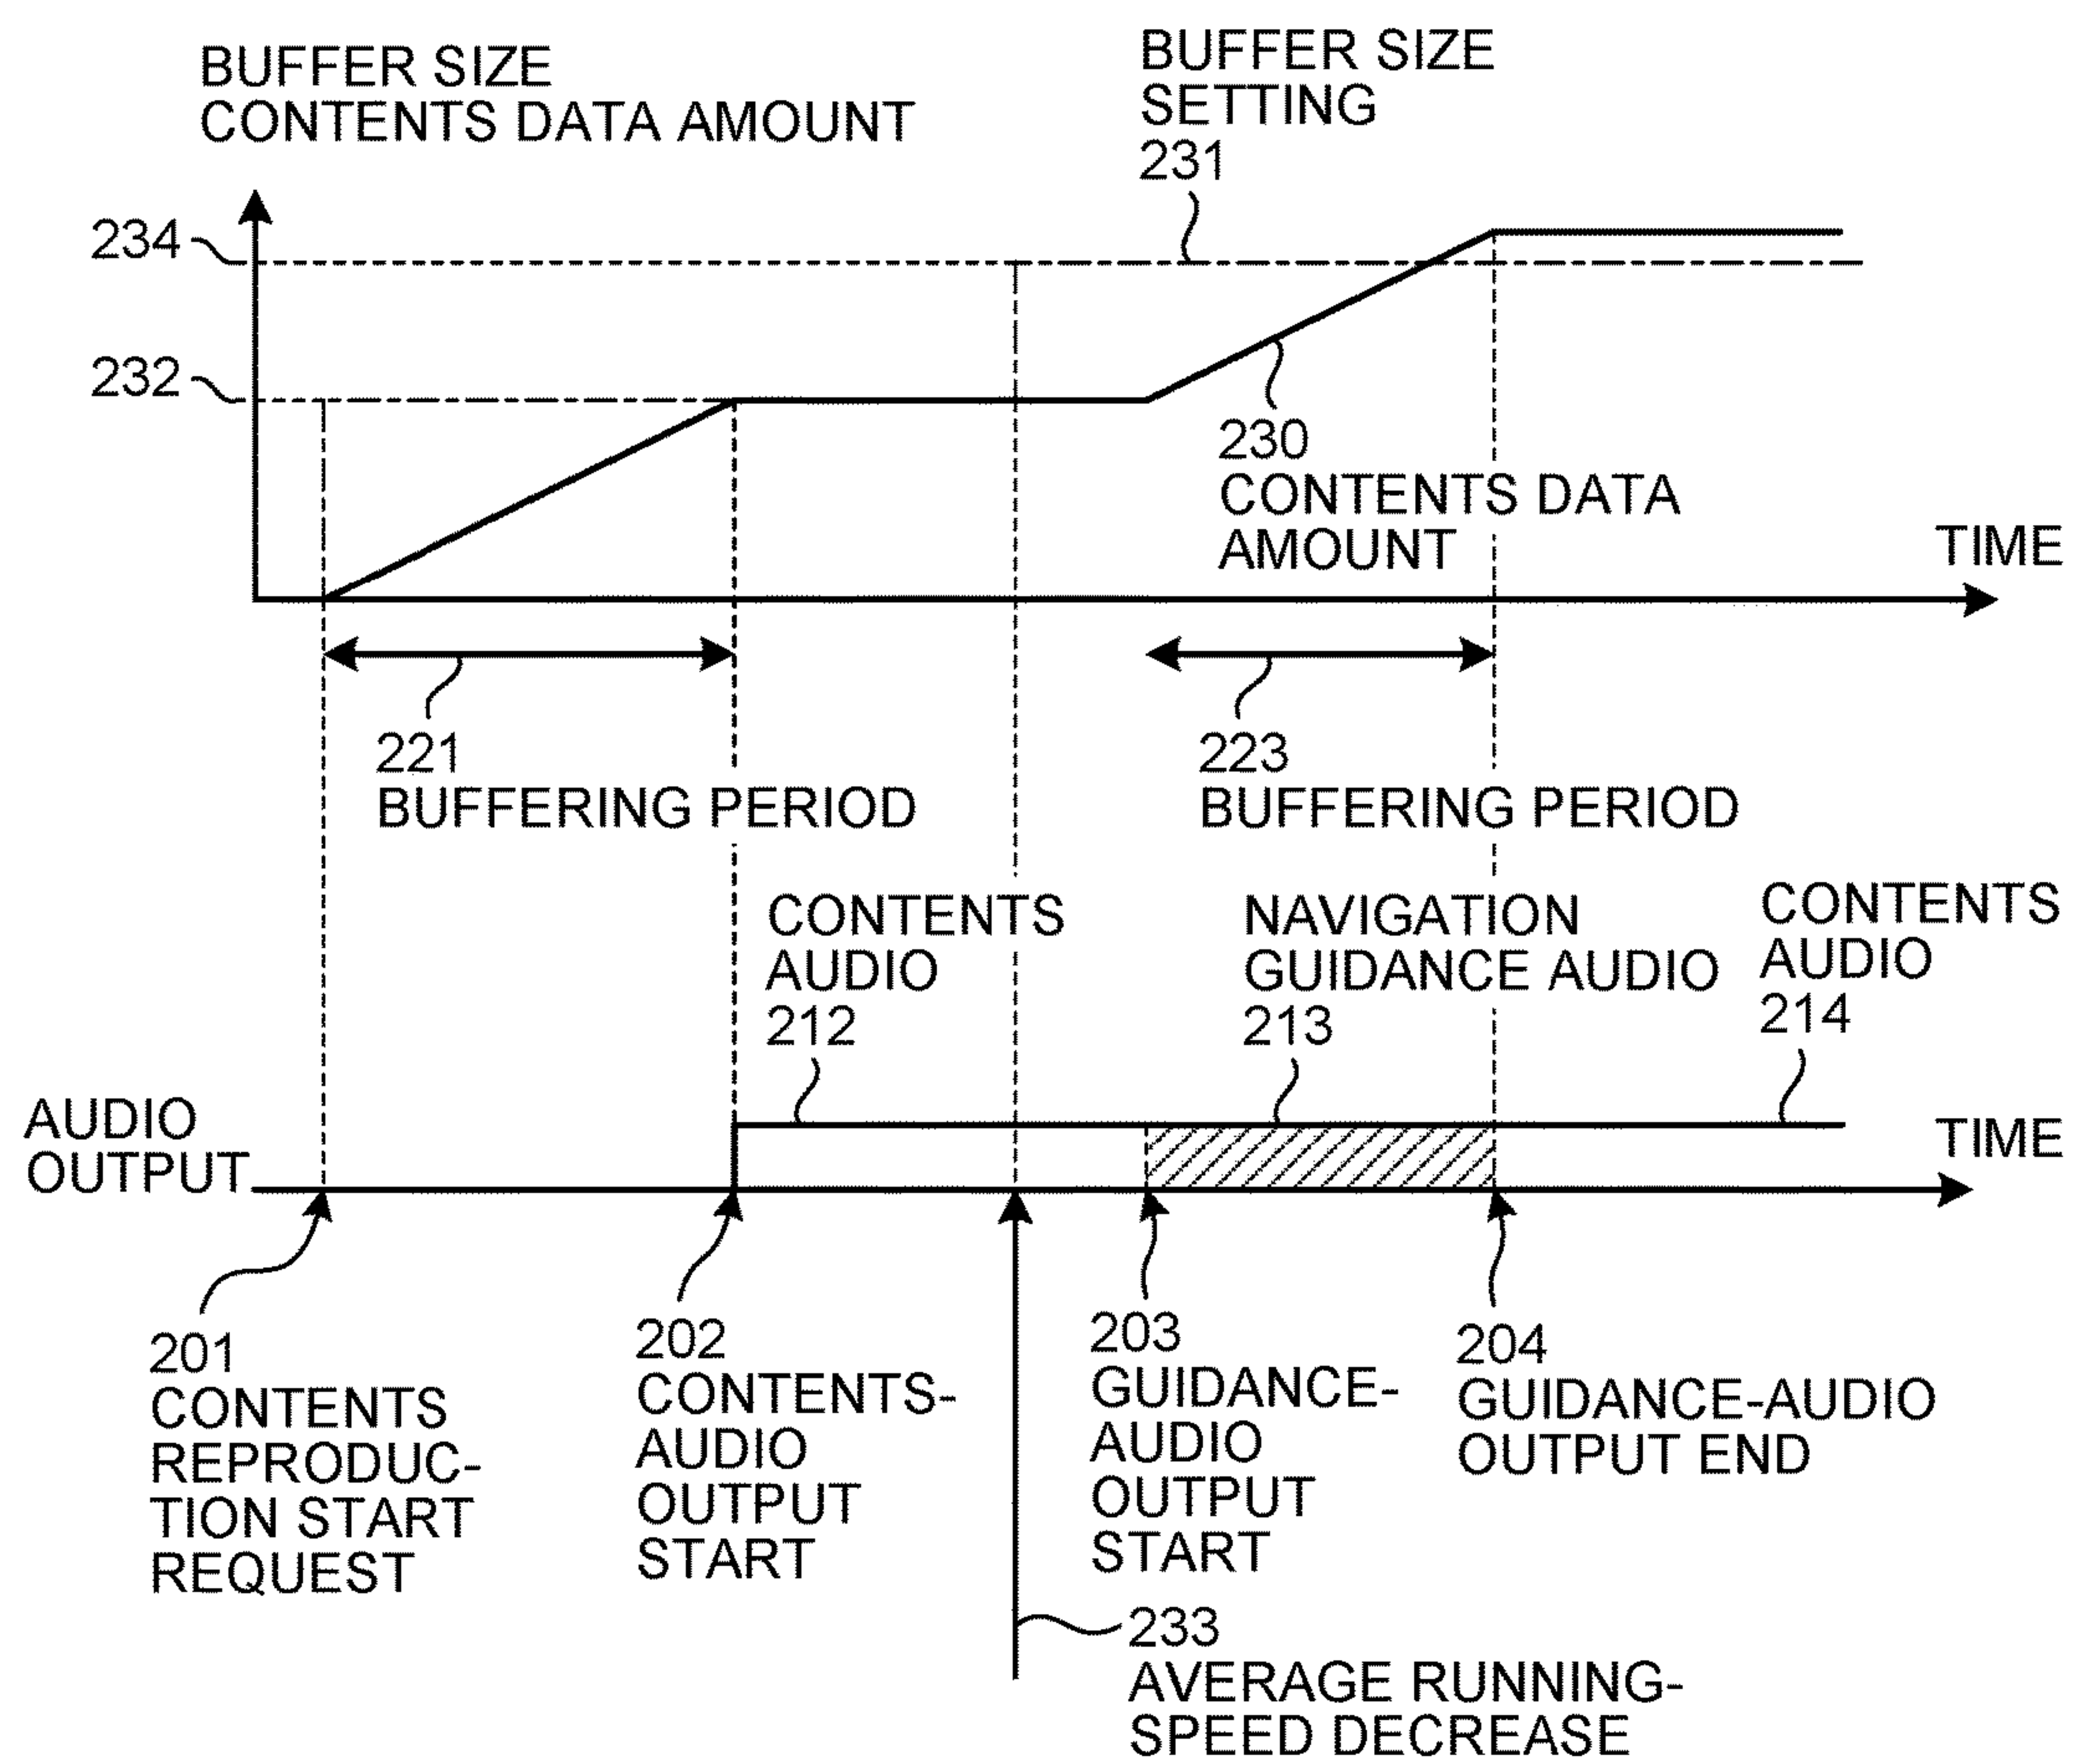 BUFFER SIZE
CONTENTS DATA AMOUNT
BUFFER SIZE
SETTING
231
234
232
230
CONTENTS DATA
AMOUNT
TIME
221
BUFFERING PERIOD
223
BUFFERING PERIOD
CONTENTS
AUDIO
212
NAVIGATION
GUIDANCE AUDIO
213
CONTENTS
AUDIO
214
AUDIO
OUTPUT
TIME
201
CONTENTS
REPRODUC-
TION START
REQUEST
202
CONTENTS-
AUDIO
OUTPUT
START
203
GUIDANCE-
AUDIO
OUTPUT
START
204
GUIDANCE-AUDIO
OUTPUT END
233
AVERAGE RUNNING-
SPEED DECREASE